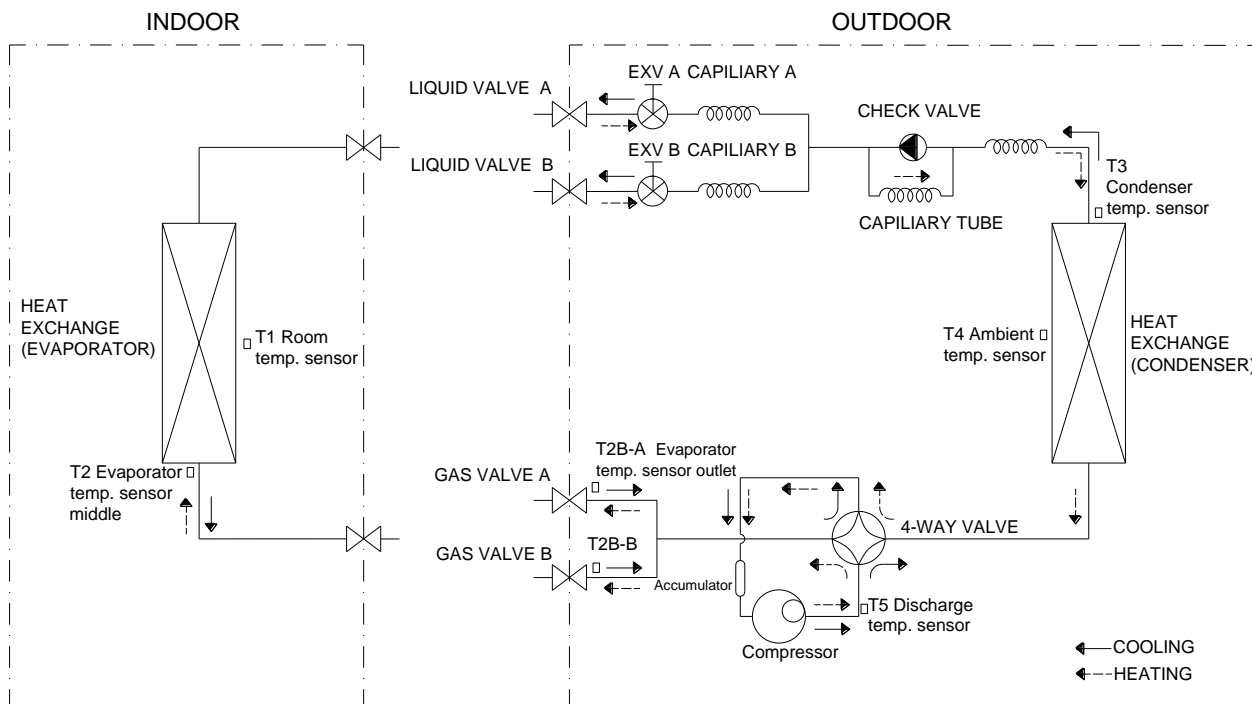 INDOOR
OUTDOOR
LIQUID VALVE A
EXV A CAPILIARY A
CHECK VALVE
LIQUID VALVE B
EXV B CAPILIARY B
T3
Condenser
temp. sensor
CAPILIARY TUBE
HEAT
EXCHANGE
(EVAPORATOR)
T1 Room
temp. sensor
T4 Ambient
temp. sensor
HEAT
EXCHANGE
(CONDENSER)
T2 Evaporator
temp. sensor
middle
GAS VALVE A
T2B-A Evaporator
temp. sensor outlet
4-WAY VALVE
GAS VALVE B
T2B-B
Accumulator
T5 Discharge
temp. sensor
Compressor
COOLING
HEATING